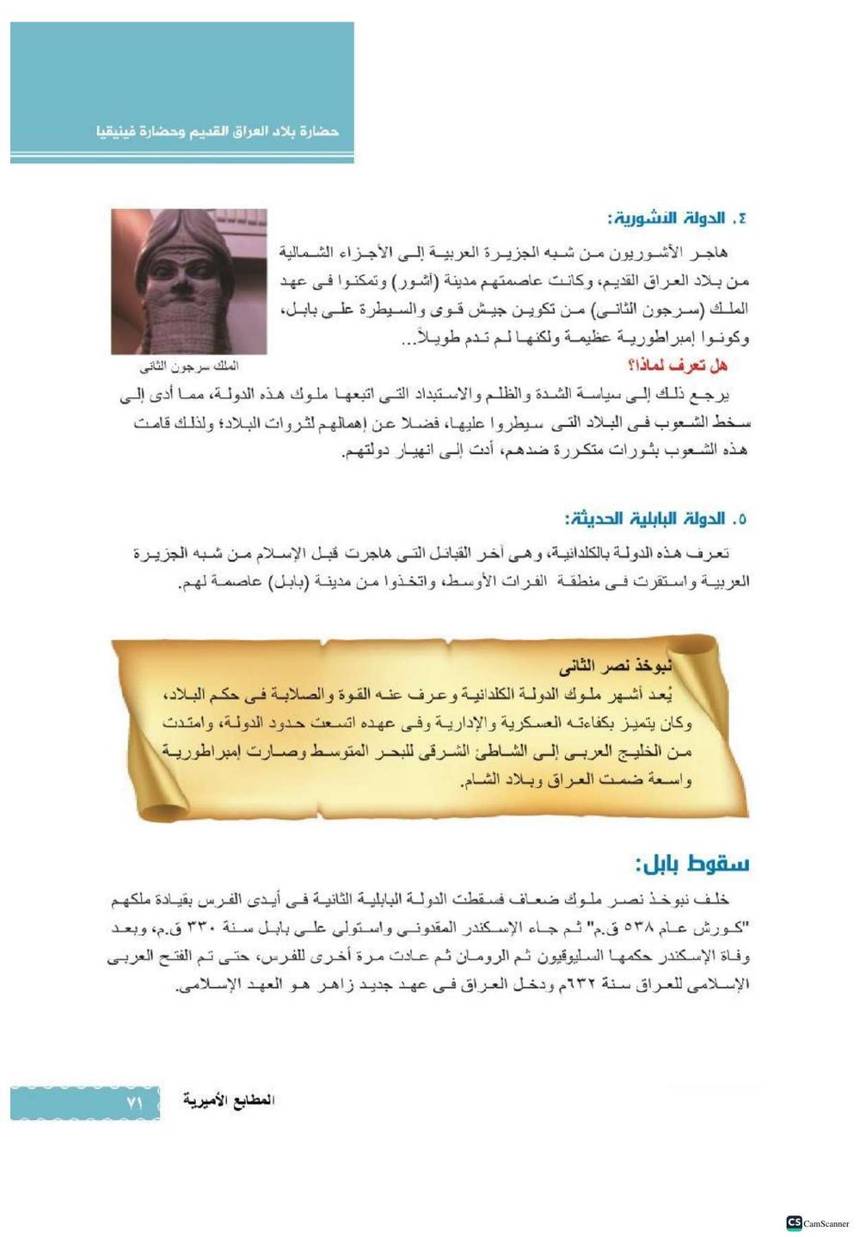 حضارة بلاد العراق القديم وحضارة فينيقيا
٤. الدولة الآشورية:
هاجر الآشوريون من شبه الجزيرة العربية إلى الأجزاء الشمالية
من بلاد العراق القديم، وكانت عاصمتهم مدينة (آشور) وتمكنوا فى عهد
الملك (سرجون الثانى) من تكوين جيش قوى والسيطرة على بابل،
وكونوا إمبراطورية عظيمة ولكنها لم تدم طويلاً...
الملك سرجون الثانى
هل تعرف لماذا؟
يرجع ذلك إلى سياسة الشدة والظلم والاستبداد التى اتبعها ملوك هذه الدولة، مما أدى إلى
سخط الشعوب فى البلاد التى سيطروا عليها، فضلا عن إهمالهم لثروات البلاد؛ ولذلك قامت
هذه الشعوب بثورات متكررة ضدهم، أدت إلى انهيار دولتهم.
٥. الدولة البابلية الحديثة:
تعرف هذه الدولة بالكلدانية، وهى آخر القبائل التى هاجرت قبل الإسلام من شبه الجزيرة
العربية واستقرت فى منطقة الفرات الأوسط، واتخذوا من مدينة (بابل) عاصمة لهم.
نبوخذ نصر الثانى
يُعد أشهر ملوك الدولة الكلدانية وعرف عنه القوة والصلابة فى حكم البلاد،
وكان يتميز بكفاءته العسكرية والإدارية وفى عهده اتسعت حدود الدولة، وامتدت
من الخليج العربى إلى الشاطئ الشرقى للبحر المتوسط وصارت إمبراطورية
واسعة ضمت العراق وبلاد الشام.
سقوط بابل:
خلف نبوخذ نصر ملوك ضعاف فسقطت الدولة البابلية الثانية فى أيدى الفرس بقيادة ملكهم
"كورش عام ٥٣٨ ق.م" ثم جاء الإسكندر المقدونى واستولى على بابل سنة ٣٣٠ ق.م، وبعد
وفاة الإسكندر حكمها السليوقيون ثم الرومان ثم عادت مرة أخرى للفرس، حتى تم الفتح العربى
الإسلامى للعراق سنة ٦٣٢م ودخل العراق فى عهد جديد زاهر هو العهد الإسلامى.
المطابع الأميرية
٧١
CS CamScanner